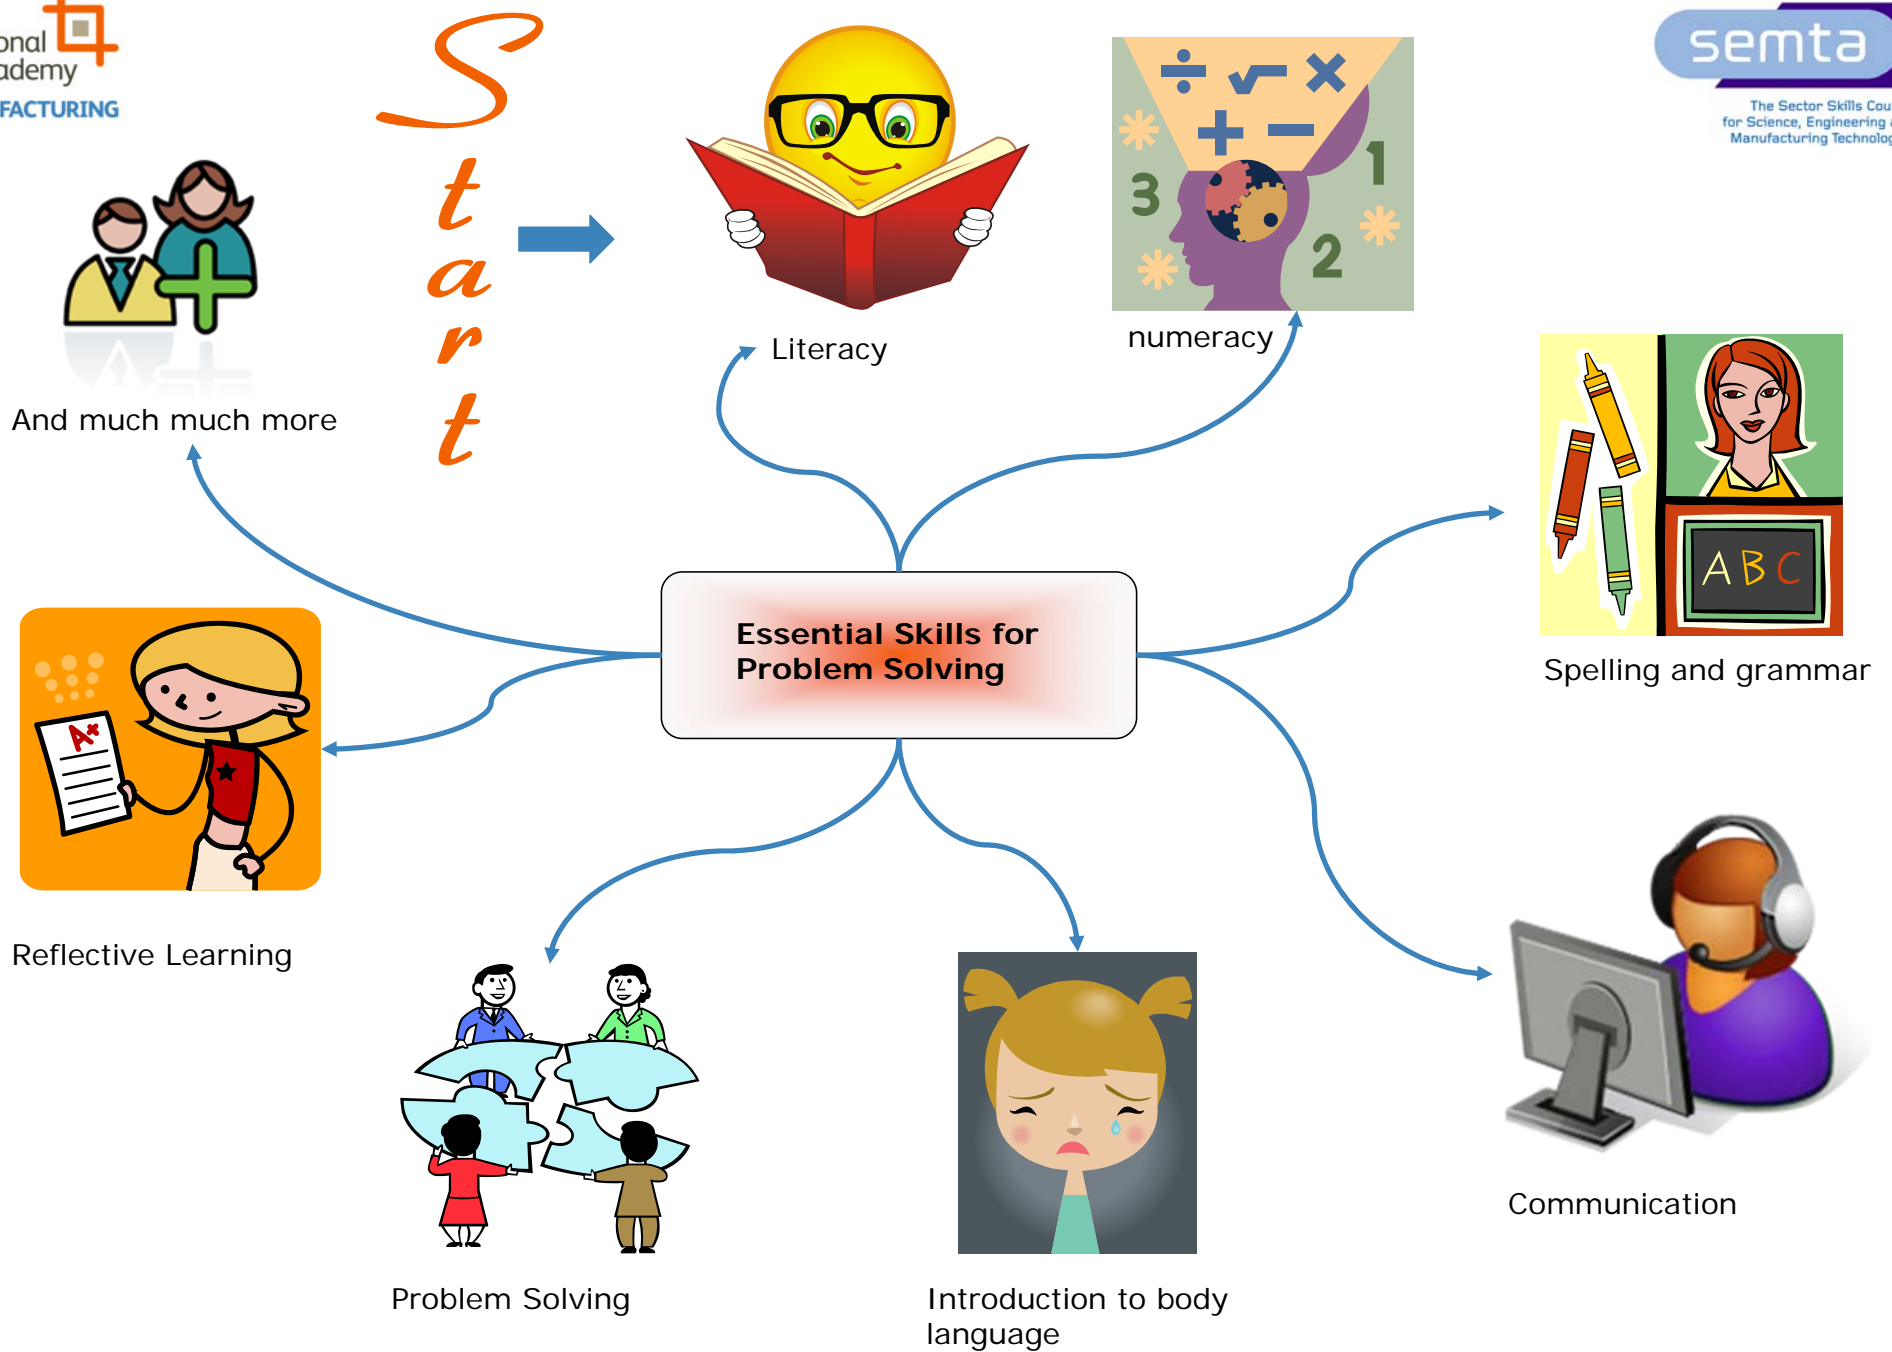 onal
ademy
FACTURING
Start
semta
The Sector Skills Cou
for Science, Engineering a
Manufacturing Technolog
÷ √ ×
+ −
3
1
2
Literacy
numeracy
And much much more
A B C
Essential Skills for
Problem Solving
Spelling and grammar
A+
Reflective Learning
Communication
Problem Solving
Introduction to body
language